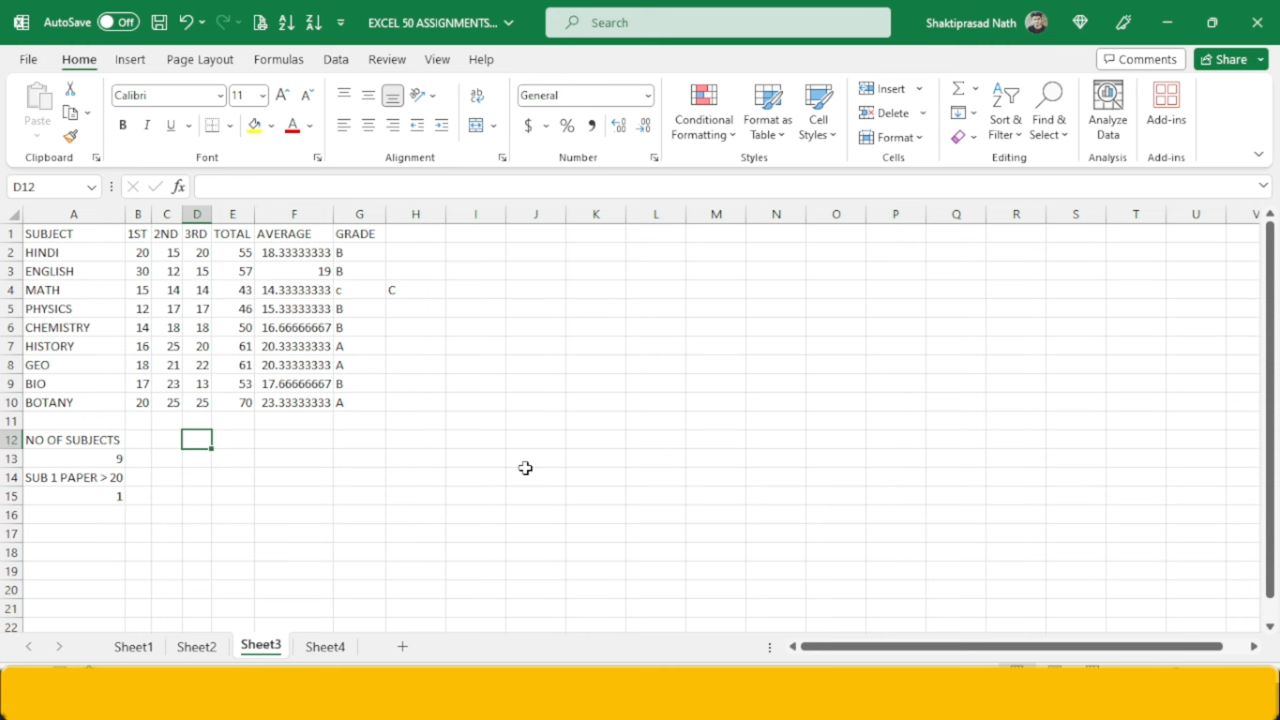 AutoSave Off EXCEL 50 ASSIGNMENTS... Search Shaktiprasad Nath
File Home Insert Page Layout Formulas Data Review View Help Comments Share
Paste Calibri 11 B I U A General $ % Conditional Formatting Format as Table Cell Styles Insert Delete Format Sort & Filter Find & Select Analyze Data Add-ins
Clipboard Font Alignment Number Styles Cells Editing Analysis Add-ins
D12 fx
A B C D E F G H I J K L M N O P Q R S T U V
1 SUBJECT 1ST 2ND 3RD TOTAL AVERAGE GRADE
2 HINDI 20 15 20 55 18.33333333 B
3 ENGLISH 30 12 15 57 19 B
4 MATH 15 14 14 43 14.33333333 c C
5 PHYSICS 12 17 17 46 15.33333333 B
6 CHEMISTRY 14 18 18 50 16.66666667 B
7 HISTORY 16 25 20 61 20.33333333 A
8 GEO 18 21 22 61 20.33333333 A
9 BIO 17 23 13 53 17.66666667 B
10 BOTANY 20 25 25 70 23.33333333 A
11
12 NO OF SUBJECTS
13 9
14 SUB 1 PAPER > 20
15 1
16
17
18
19
20
21
22
Sheet1 Sheet2 Sheet3 Sheet4